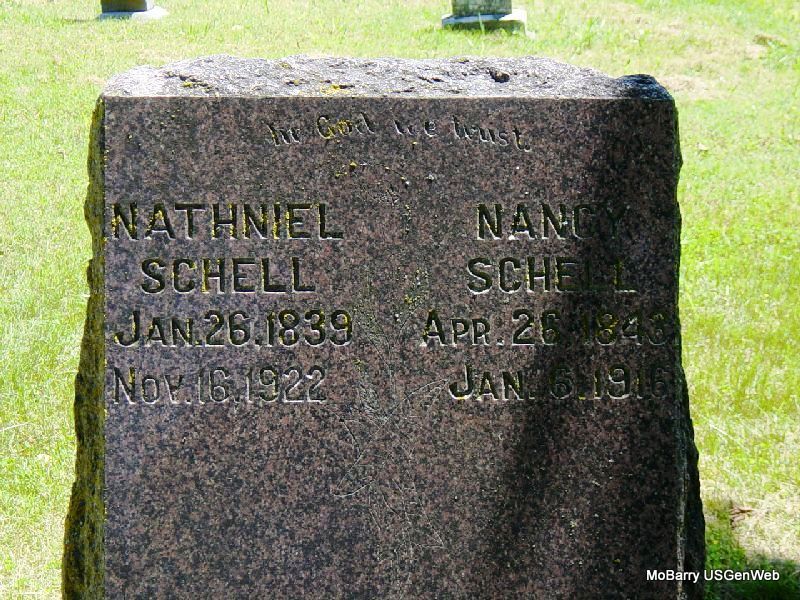 In God we trust.
NATHNIEL
SCHELL
JAN.26.1839
NOV.16,1922
NANCY
SCHELL
APR. 26 1843
JAN. 6.1916
MoBarry USGenWeb